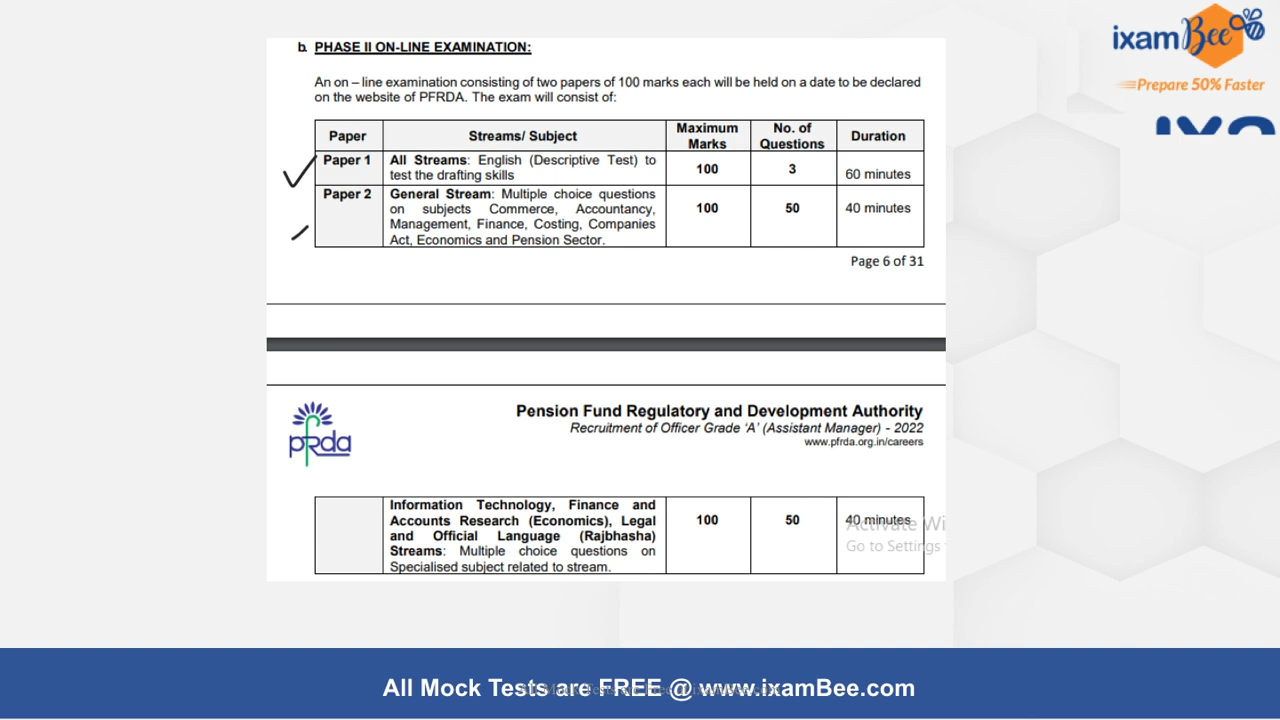 ixamBee
Prepare 50% Faster
b. PHASE II ON-LINE EXAMINATION:
An on – line examination consisting of two papers of 100 marks each will be held on a date to be declared
on the website of PFRDA. The exam will consist of:
Paper Streams/ Subject Maximum Marks No. of Questions Duration
Paper 1 All Streams: English (Descriptive Test) to 100 3 60 minutes
test the drafting skills
Paper 2 General Stream: Multiple choice questions 100 50 40 minutes
on subjects Commerce, Accountancy,
Management, Finance, Costing, Companies
Act, Economics and Pension Sector.
Page 6 of 31
pfrda
Pension Fund Regulatory and Development Authority
Recruitment of Officer Grade ‘A’ (Assistant Manager) - 2022
www.pfrda.org.in/careers
Information Technology, Finance and 100 50 40 minutes
Accounts Research (Economics), Legal
and Official Language (Rajbhasha)
Streams: Multiple choice questions on
Specialised subject related to stream.
Activate Wi
Go to Settings
All Mock Tests are FREE @ www.ixamBee.com